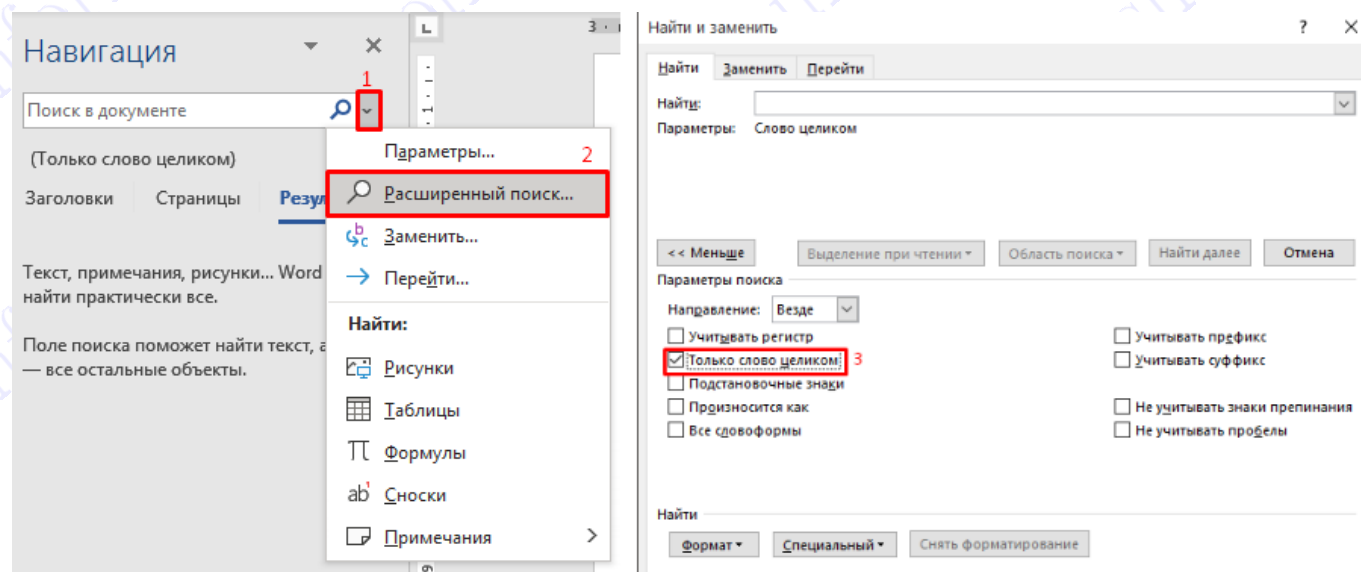 Навигация
1
Поиск в документе
(Только слово целиком)
Заголовки Страницы Резул
Текст, примечания, рисунки... Word
найти практически все.
Поле поиска поможет найти текст, а
— все остальные объекты.
Параметры... 2
Расширенный поиск...
Заменить...
Перейти...
Найти:
Рисунки
Таблицы
Формулы
Сноски
Примечания
3
1
Найти и заменить ?
Найти Заменить Перейти
Найти:
Параметры: Слово целиком
<< Меньше Выделение при чтении Область поиска Найти далее Отмена
Параметры поиска
Направление: Везде
Учитывать регистр Учитывать префикс
Только слово целиком 3 Учитывать суффикс
Подстановочные знаки
Произносится как Не учитывать знаки препинания
Все словоформы Не учитывать пробелы
Найти
Формат Специальный Снять форматирование